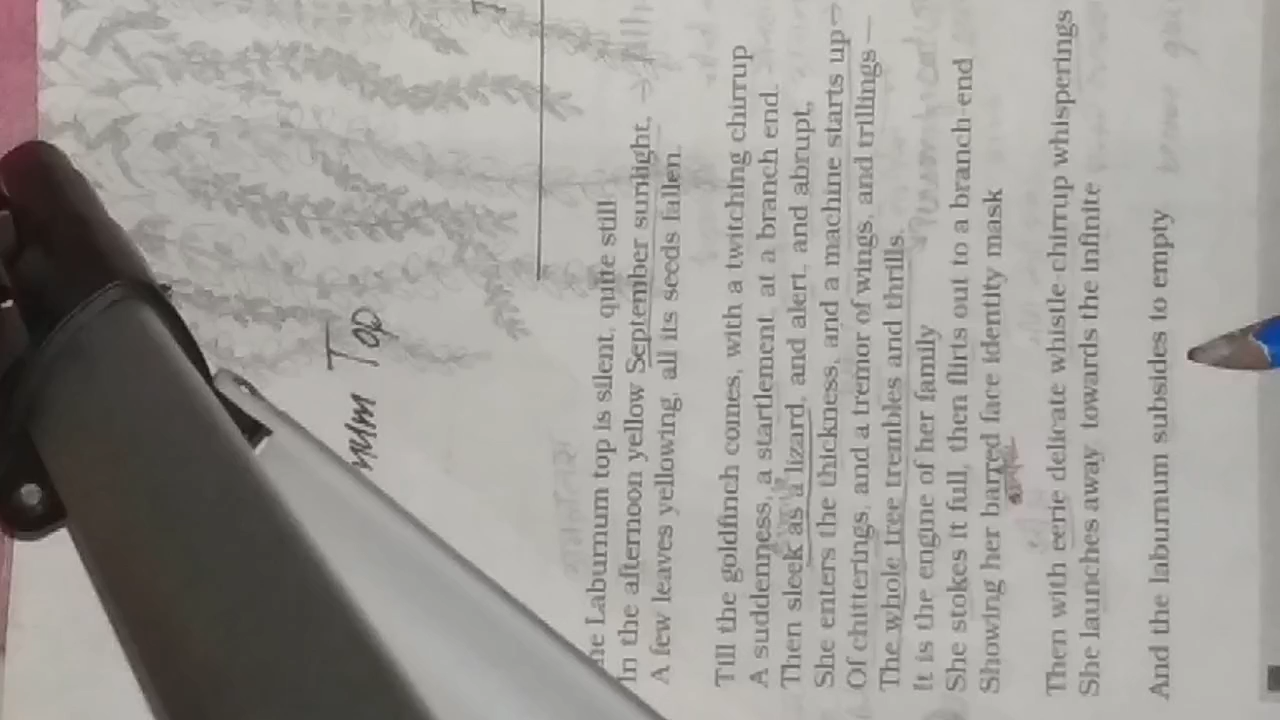 num Top
he Laburnum top is silent, quite still
In the afternoon yellow September sunlight,
A few leaves yellowing, all its seeds fallen.
Till the goldfinch comes, with a twitching chirrup
A suddenness, a startlement, at a branch end.
Then sleek as a lizard, and alert, and abrupt,
She enters the thickness, and a machine starts up
Of chitterings, and a tremor of wings, and trillings —
The whole tree trembles and thrills.
It is the engine of her family
She stokes it full, then flirts out to a branch-end
Showing her barred face identity mask
Then with eerie delicate whistle-chirrup whisperings
She launches away towards the infinite
And the laburnum subsides to empty